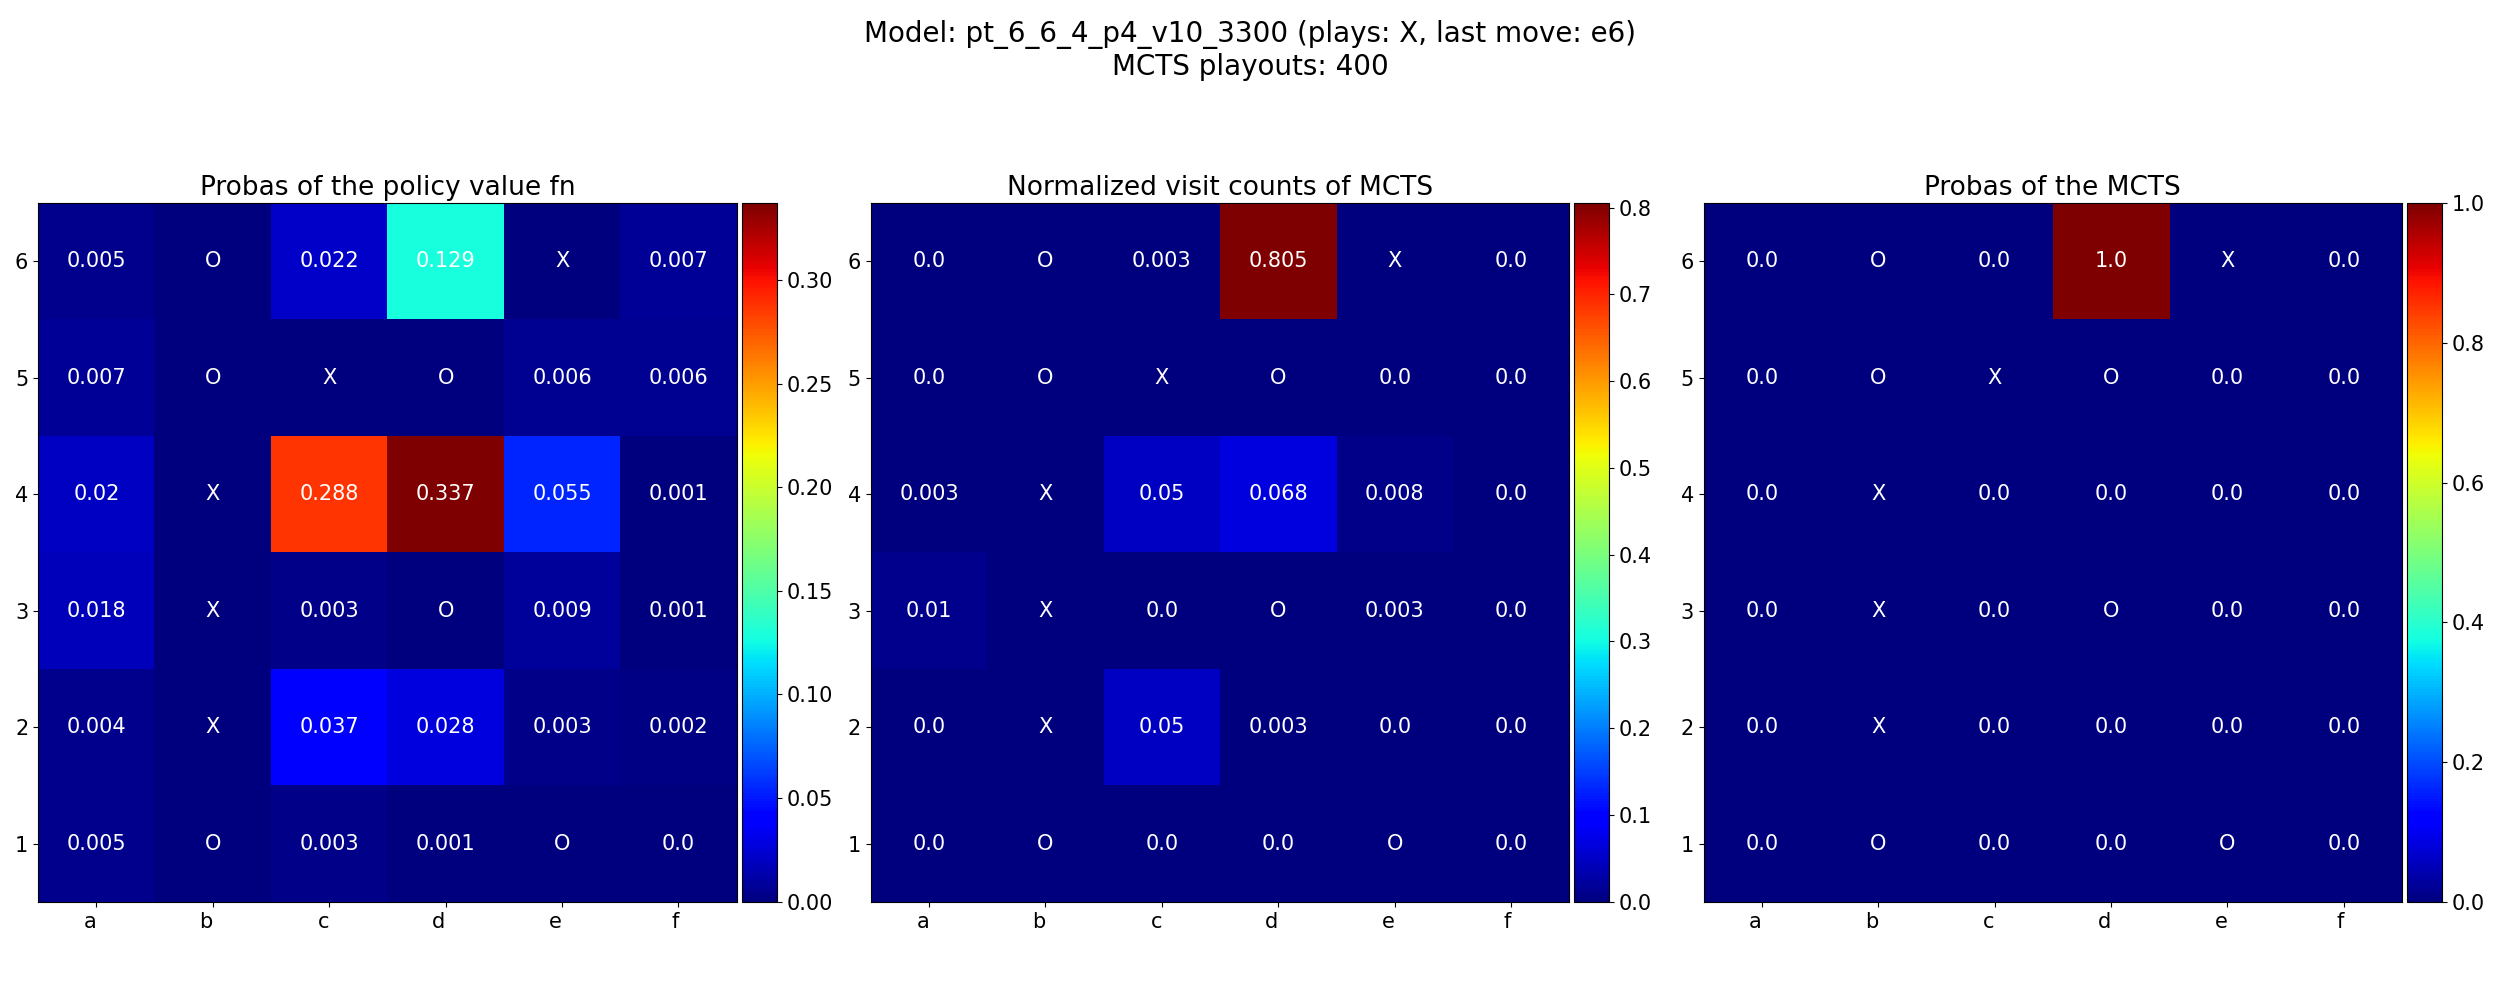 Model: pt_6_6_4_p4_v10_3300 (plays: X, last move: e6)
MCTS playouts: 400
Probas of the policy value fn
6 0.005 O 0.022 0.129 X 0.007
5 0.007 O X O 0.006 0.006
4 0.02 X 0.288 0.337 0.055 0.001
3 0.018 X 0.003 O 0.009 0.001
2 0.004 X 0.037 0.028 0.003 0.002
1 0.005 O 0.003 0.001 O 0.0
a b c d e f
0.30
0.25
0.20
0.15
0.10
0.05
0.00
Normalized visit counts of MCTS
6 0.0 O 0.003 0.805 X 0.0
5 0.0 O X O 0.0 0.0
4 0.003 X 0.05 0.068 0.008 0.0
3 0.01 X 0.0 O 0.003 0.0
2 0.0 X 0.05 0.003 0.0 0.0
1 0.0 O 0.0 0.0 O 0.0
a b c d e f
0.8
0.7
0.6
0.5
0.4
0.3
0.2
0.1
0.0
Probas of the MCTS
6 0.0 O 0.0 1.0 X 0.0
5 0.0 O X O 0.0 0.0
4 0.0 X 0.0 0.0 0.0 0.0
3 0.0 X 0.0 O 0.0 0.0
2 0.0 X 0.0 0.0 0.0 0.0
1 0.0 O 0.0 0.0 O 0.0
a b c d e f
1.0
0.8
0.6
0.4
0.2
0.0